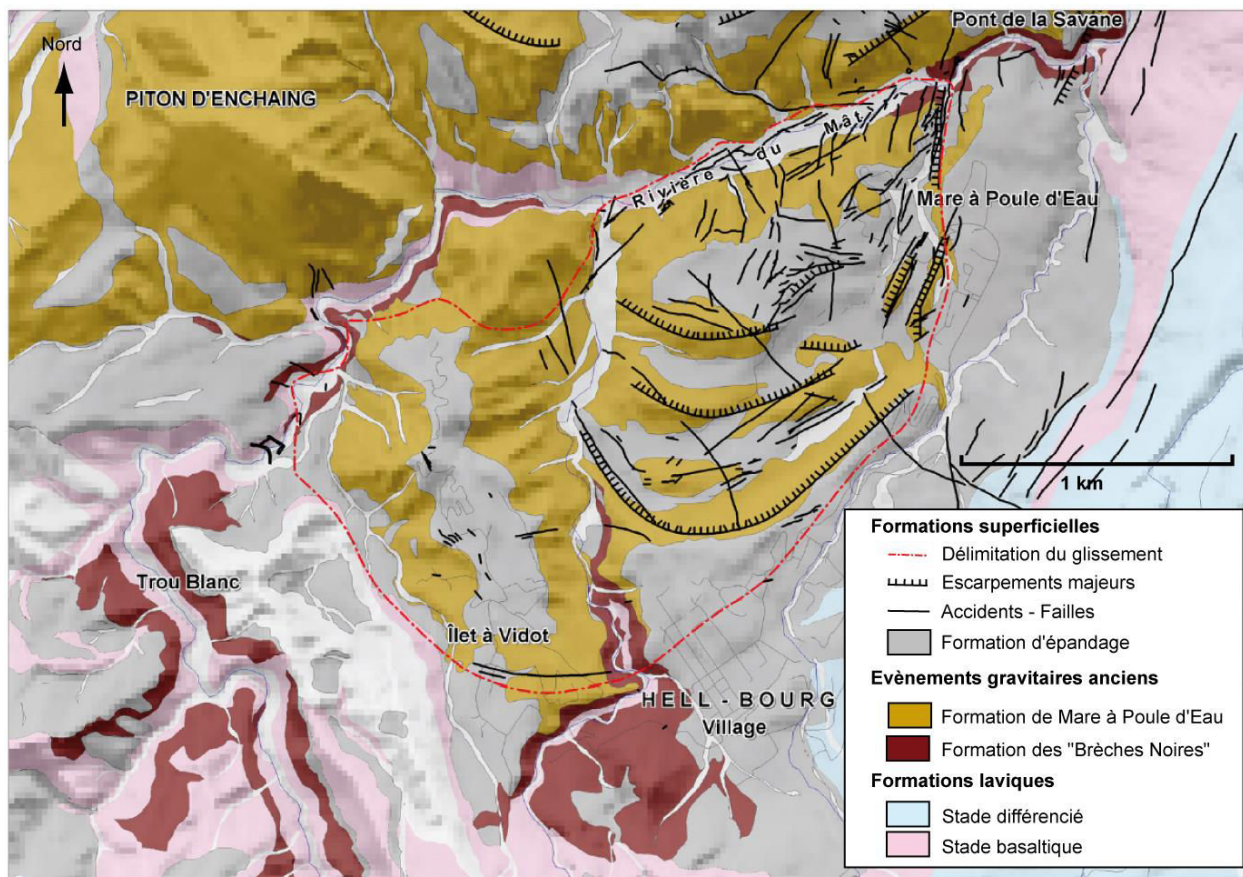 Pont de la Savane
Nord
PITON D'ENCHAING
Rivière du Mât
Mare à Poule d'Eau
1 km
Trou Blanc
Îlet à Vidot
HELL - BOURG
Village
Formations superficielles
Délimitation du glissement
Escarpements majeurs
Accidents - Failles
Formation d'épandage
Evènements gravitaires anciens
Formation de Mare à Poule d'Eau
Formation des "Brèches Noires"
Formations laviques
Stade différencié
Stade basaltique